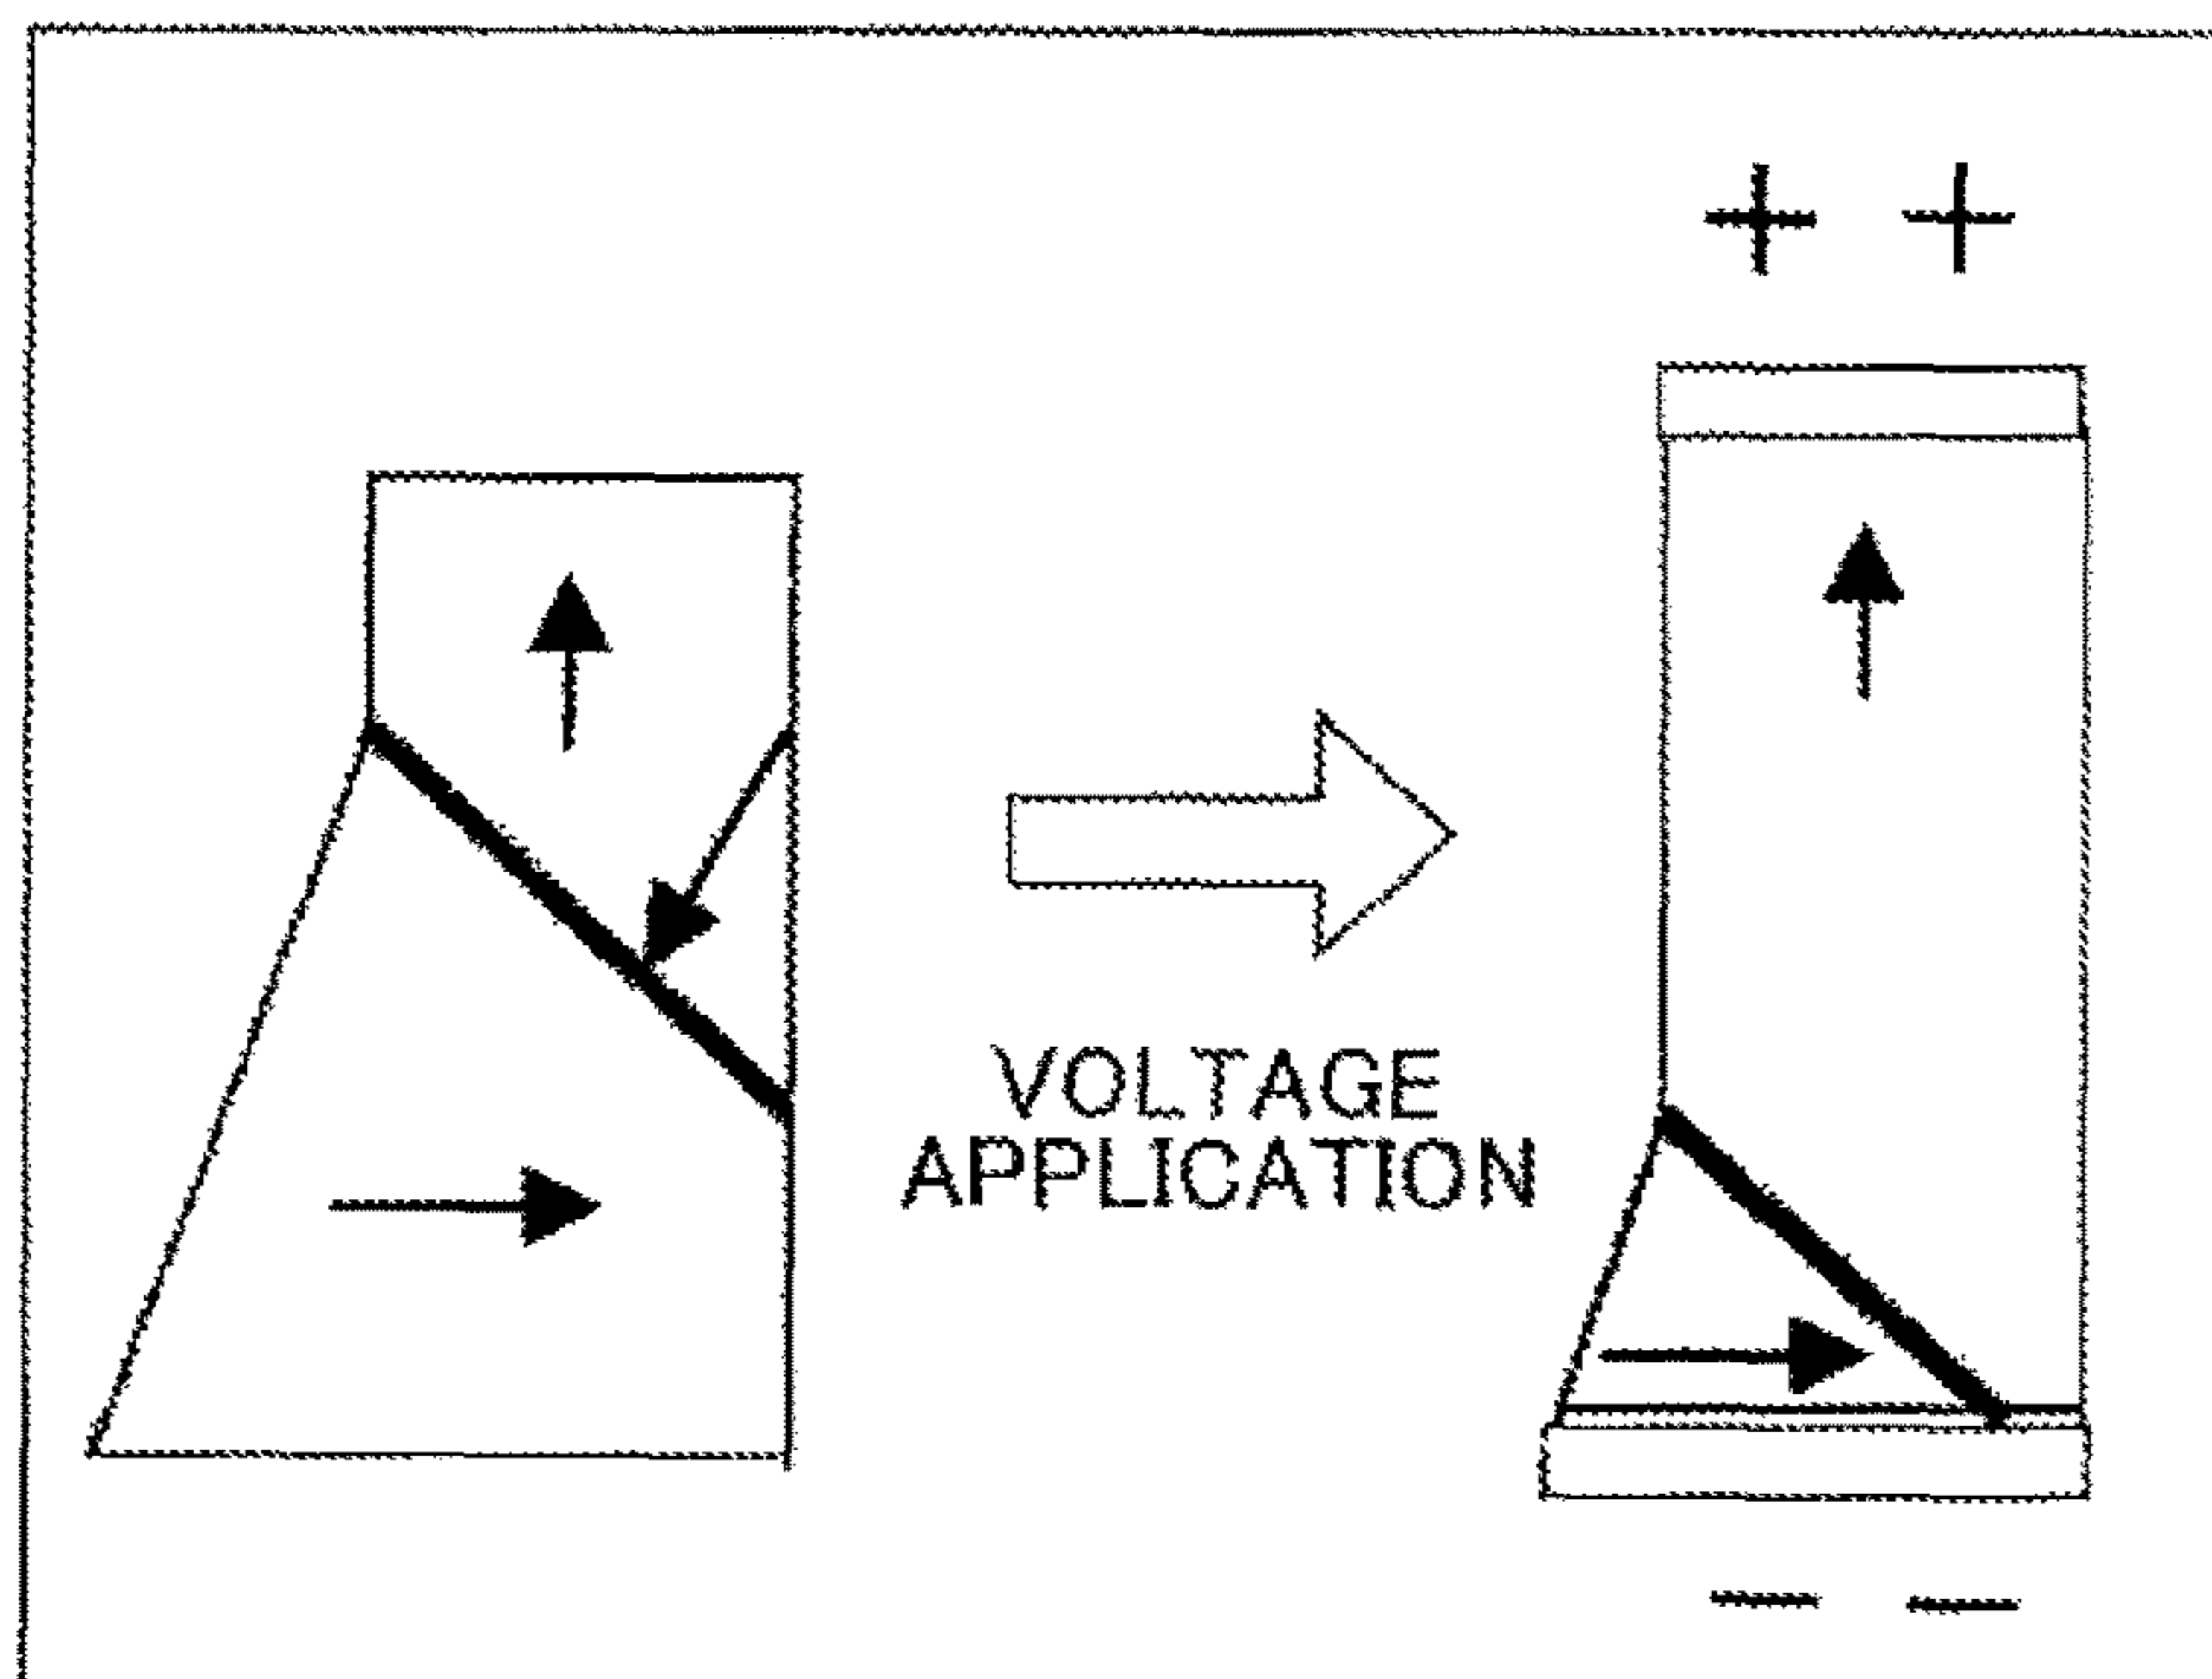 + +
VOLTAGE
APPLICATION
− −